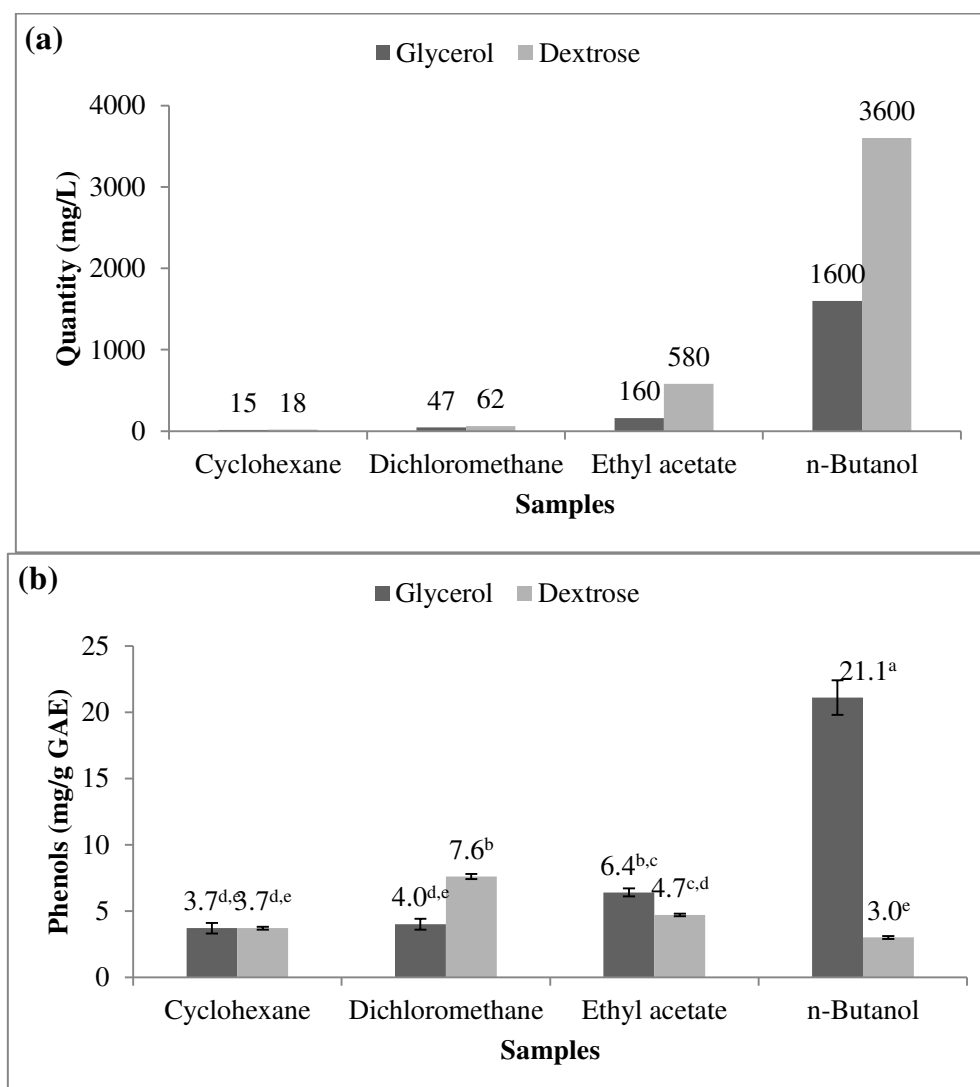 (a)
Glycerol Dextrose
Quantity (mg/L)
4000
3000
2000
1000
0
15 18 47 62 160 580 1600 3600
Cyclohexane Dichloromethane Ethyl acetate n-Butanol
Samples
(b)
Glycerol Dextrose
Phenols (mg/g GAE)
25
20
15
10
5
0
3.7d,e 3.7d,e 4.0d,e 7.6b 6.4b,c 4.7c,d 21.1a 3.0e
Cyclohexane Dichloromethane Ethyl acetate n-Butanol
Samples